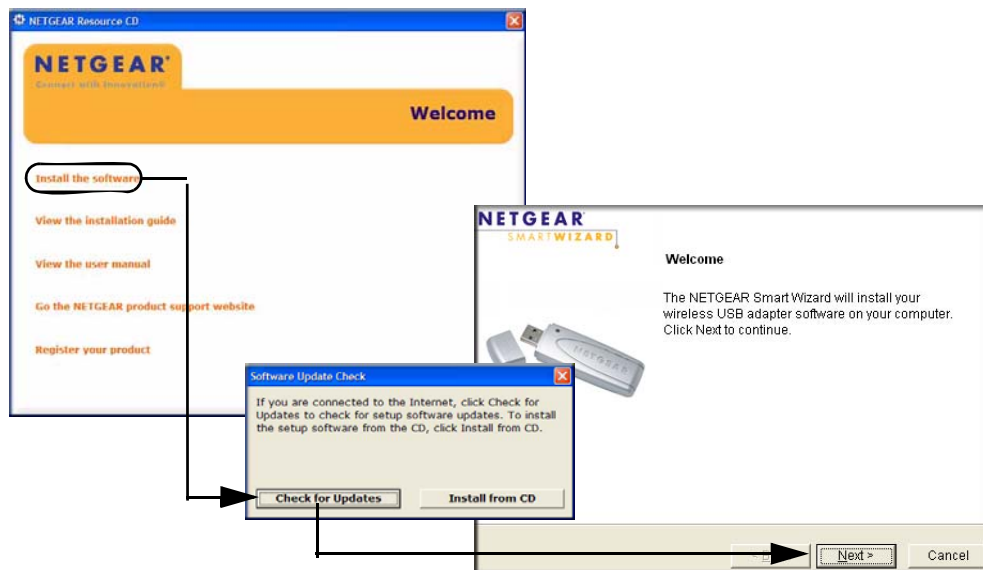 NETGEAR Resource CD
NETGEAR®
Connect with Innovation®
Welcome
Install the software
View the installation guide
View the user manual
Go the NETGEAR product support website
Register your product
Software Update Check
If you are connected to the Internet, click Check for
Updates to check for setup software updates. To install
the setup software from the CD, click Install from CD.
Check for Updates
Install from CD
NETGEAR
SMARTWIZARD
Welcome
The NETGEAR Smart Wizard will install your
wireless USB adapter software on your computer.
Click Next to continue.
NETGEAR
Next >
Cancel